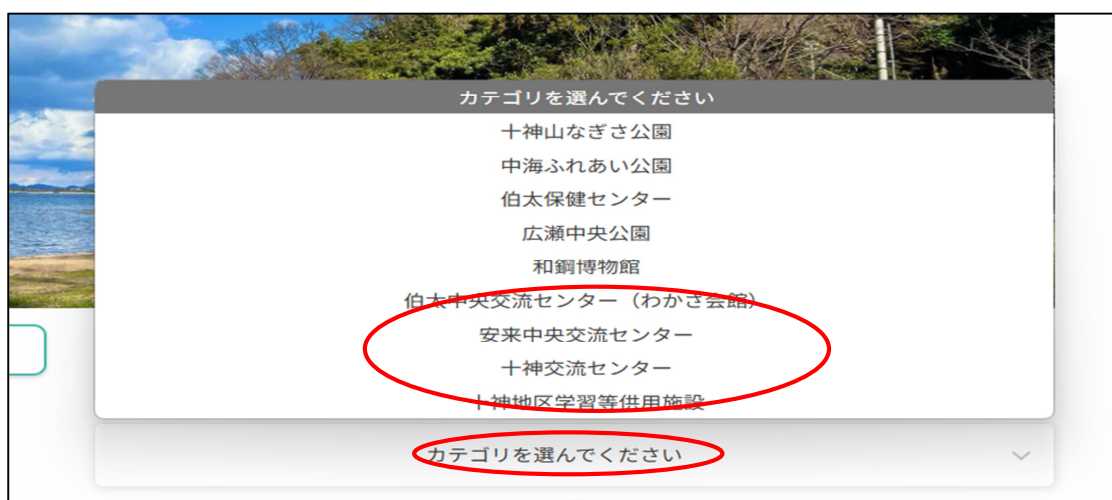 カテゴリを選んでください
十神山なぎさ公園
中海ふれあい公園
伯太保健センター
広瀬中央公園
和鋼博物館
伯太中央交流センター（わかさ会館）
安来中央交流センター
十神交流センター
十神地区学習等供用施設
カテゴリを選んでください